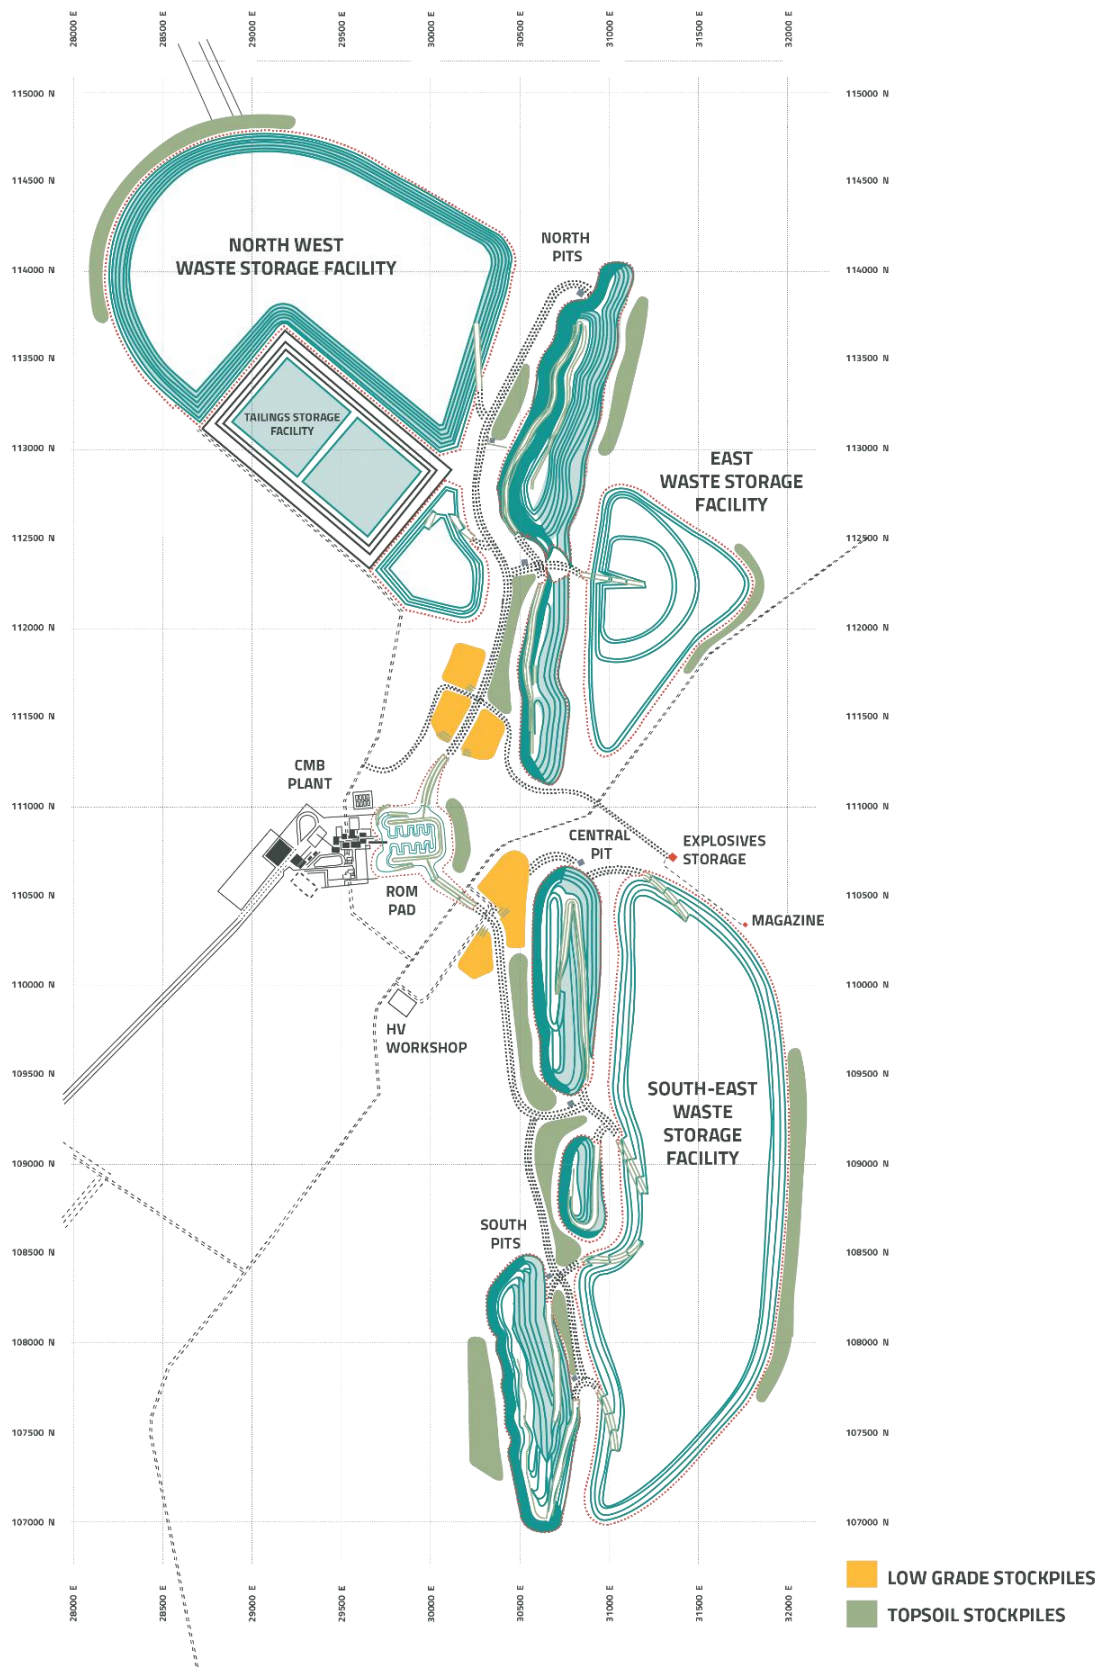 28000 E
28500 E
29000 E
29500 E
30000 E
30500 E
31000 E
31500 E
32000 E
115000 N
115000 N
114500 N
114500 N
NORTH WEST
WASTE STORAGE FACILITY
NORTH
PITS
114000 N
114000 N
113500 N
113500 N
TAILINGS STORAGE
FACILITY
113000 N
113000 N
EAST
WASTE STORAGE
FACILITY
112500 N
112500 N
112000 N
112000 N
111500 N
111500 N
CMB
PLANT
111000 N
111000 N
CENTRAL
PIT
EXPLOSIVES
STORAGE
ROM
PAD
110500 N
110500 N
MAGAZINE
110000 N
110000 N
HV
WORKSHOP
109500 N
109500 N
SOUTH-EAST
WASTE
STORAGE
FACILITY
109000 N
109000 N
SOUTH
PITS
108500 N
108500 N
108000 N
108000 N
107500 N
107500 N
107000 N
107000 N
28000 E
28500 E
29000 E
29500 E
30000 E
30500 E
31000 E
31500 E
32000 E
LOW GRADE STOCKPILES
TOPSOIL STOCKPILES